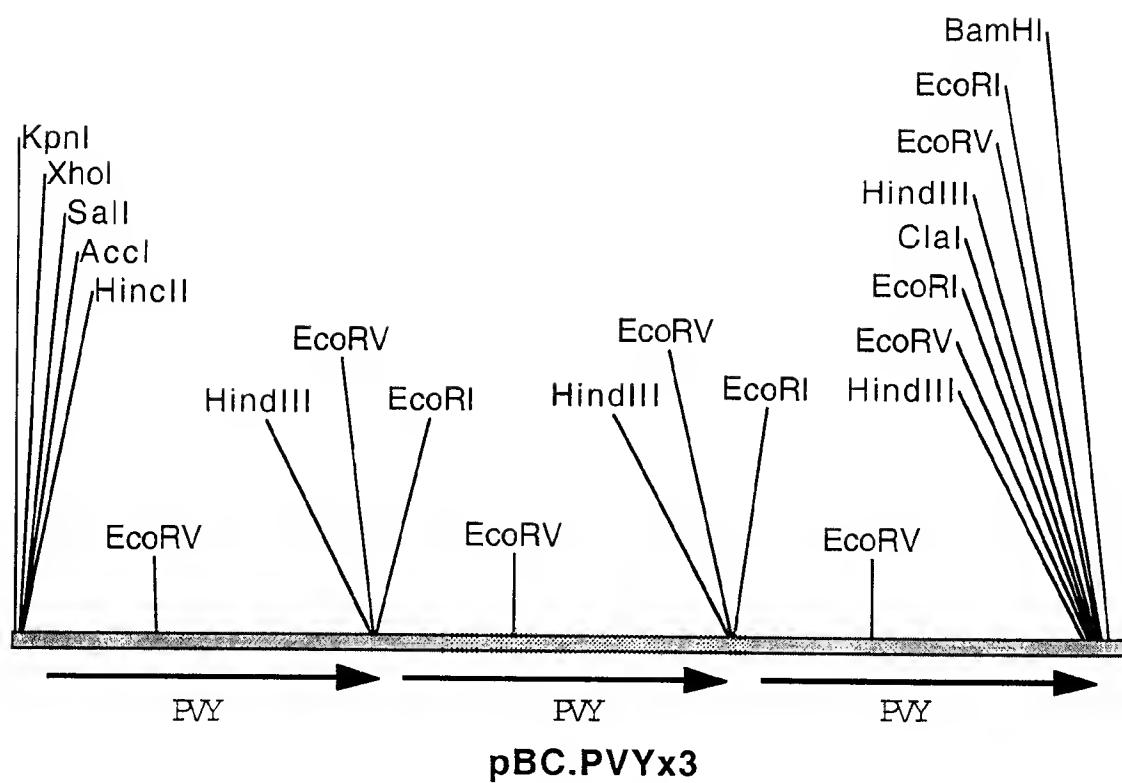 BamHI
EcoRI
KpnI
EcoRV
XhoI
HindIII
SalI
ClaI
AccI
EcoRI
HincII
EcoRV
EcoRV
EcoRV
HindIII
EcoRI
HindIII
EcoRI
HindIII
EcoRV
EcoRV
EcoRV
PVY
PVY
PVY
pBC.PVYx3